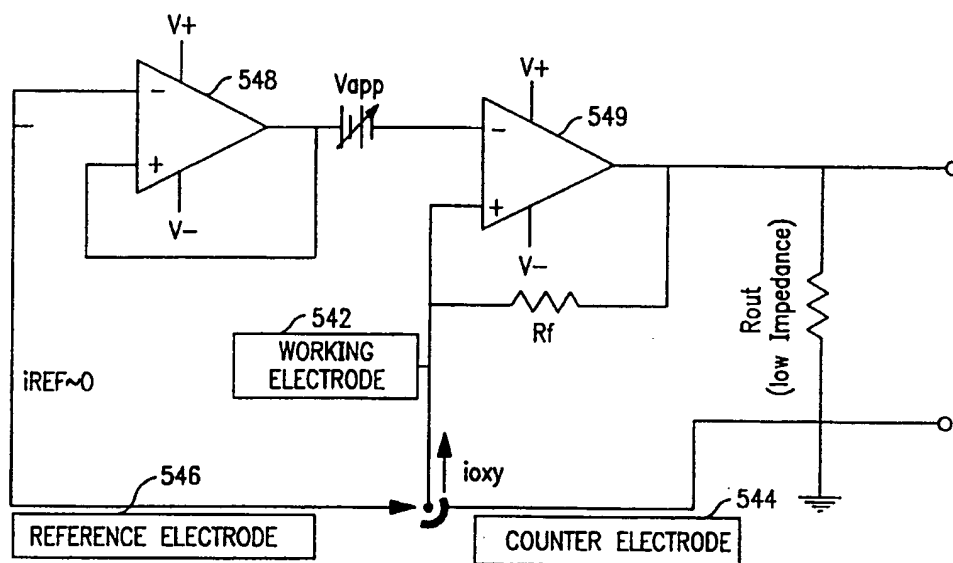 V+
548
−
+
V−
Vapp
V+
549
−
+
V−
Rf
Rout
(low Impedance)
542
WORKING
ELECTRODE
iREF~0
ioxy
546
REFERENCE ELECTRODE
544
COUNTER ELECTRODE